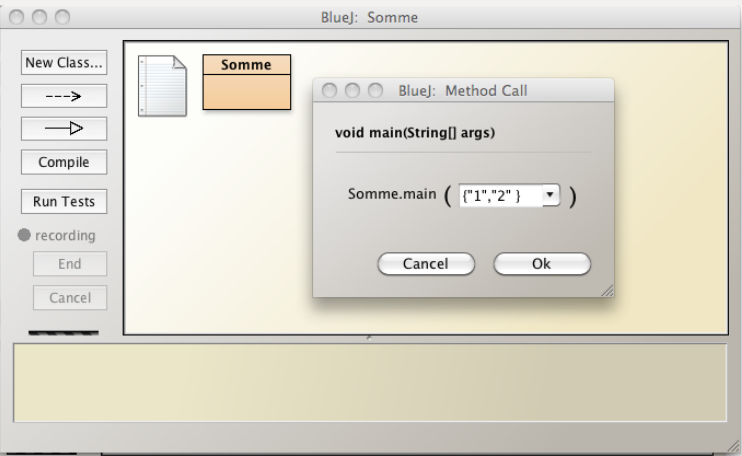 BlueJ: Somme
New Class...
--->
Compile
Run Tests
recording
End
Cancel
Somme
BlueJ: Method Call
void main(String[] args)
Somme.main ( {"1","2" } )
Cancel
Ok